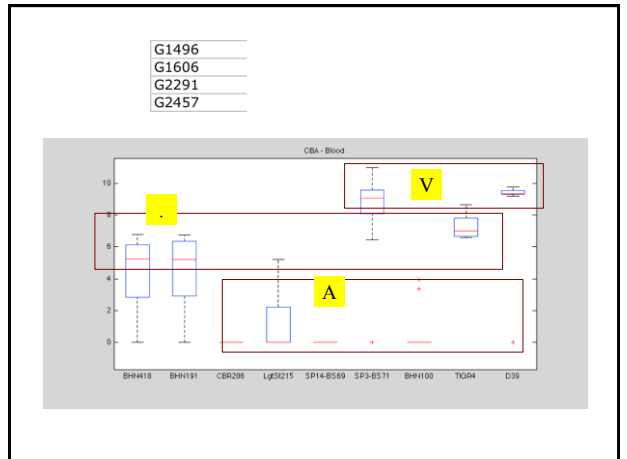 G1496
G1606
G2291
G2457
CBA - Blood
V
.
A
10
8
6
4
2
0
BHN418 BHN191 CBR206 LgtSt215 SP14-BS69 SP3-BS71 BHN100 TIGR4 D39